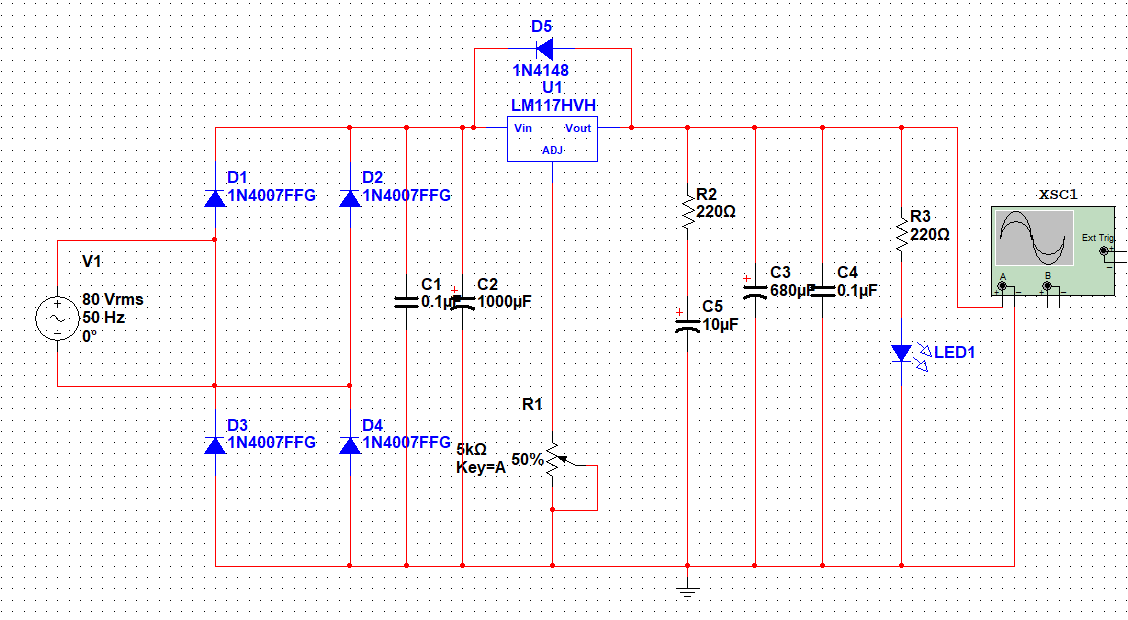 D5
1N4148
U1
LM117HVH
Vin
Vout
ADJ
D1
1N4007FFG
D2
1N4007FFG
V1
80 Vrms
50 Hz
0°
C1
0.1µF
C2
1000µF
R2
220Ω
C5
10µF
C3
680µF
C4
0.1µF
R3
220Ω
LED1
XSC1
Ext Trig
+
–
A
B
+
–
+
–
D3
1N4007FFG
D4
1N4007FFG
R1
5kΩ
Key=A
50%